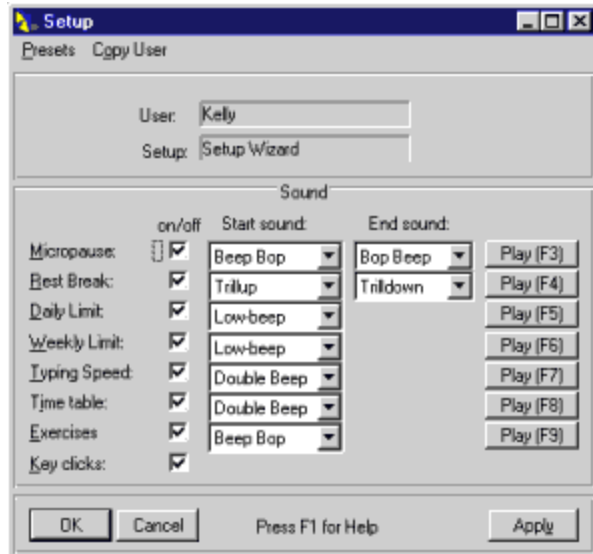 Setup
Presets Copy User
User: Kelly
Setup: Setup Wizard
Sound
on/off Start sound: End sound:
Micropause: Beep Bop Bop Beep Play (F3)
Rest Break: Trillup Trilldown Play (F4)
Daily Limit: Low-beep Play (F5)
Weekly Limit: Low-beep Play (F6)
Typing Speed: Double Beep Play (F7)
Time table: Double Beep Play (F8)
Exercises Beep Bop Play (F9)
Key clicks:
OK Cancel Press F1 for Help Apply